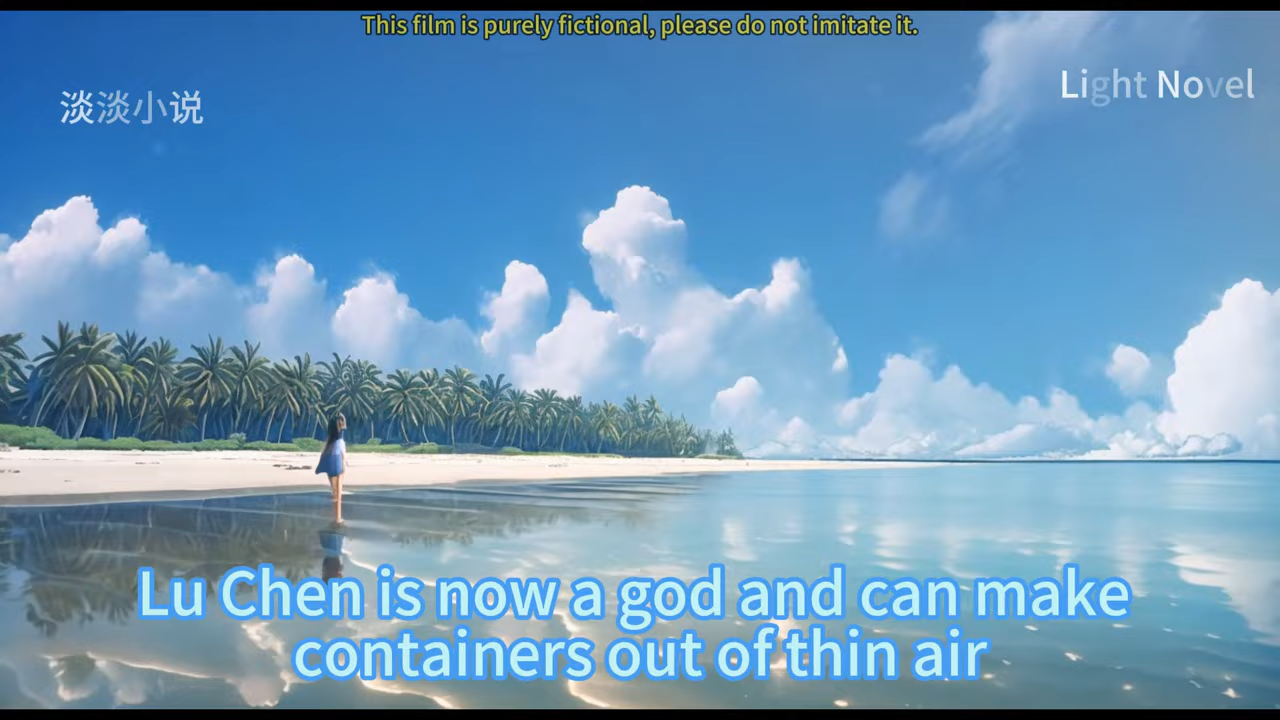 This film is purely fictional, please do not imitate it.
淡淡小说
Light Novel
Lu Chen is now a god and can make
containers out of thin air